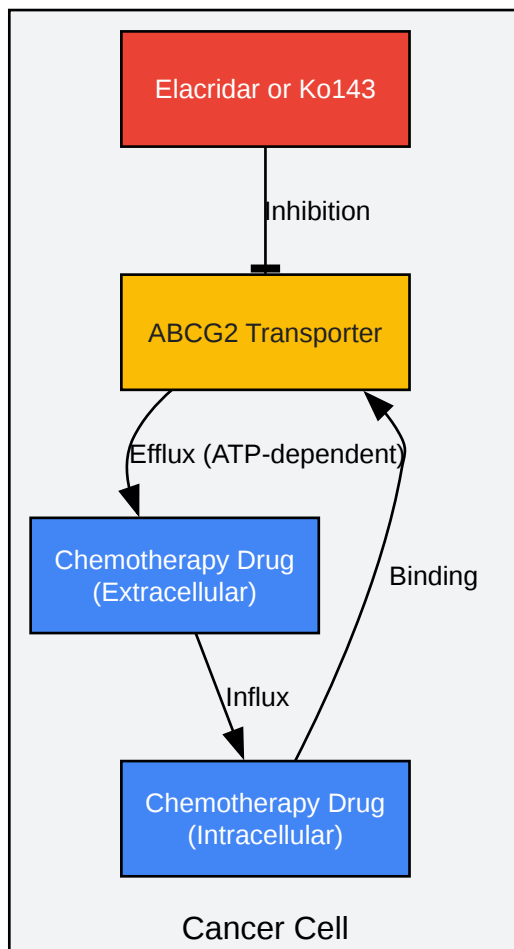 Elacridar or Ko143
Inhibition
ABCG2 Transporter
Efflux (ATP-dependent)
Chemotherapy Drug
(Extracellular)
Binding
Influx
Chemotherapy Drug
(Intracellular)
Cancer Cell